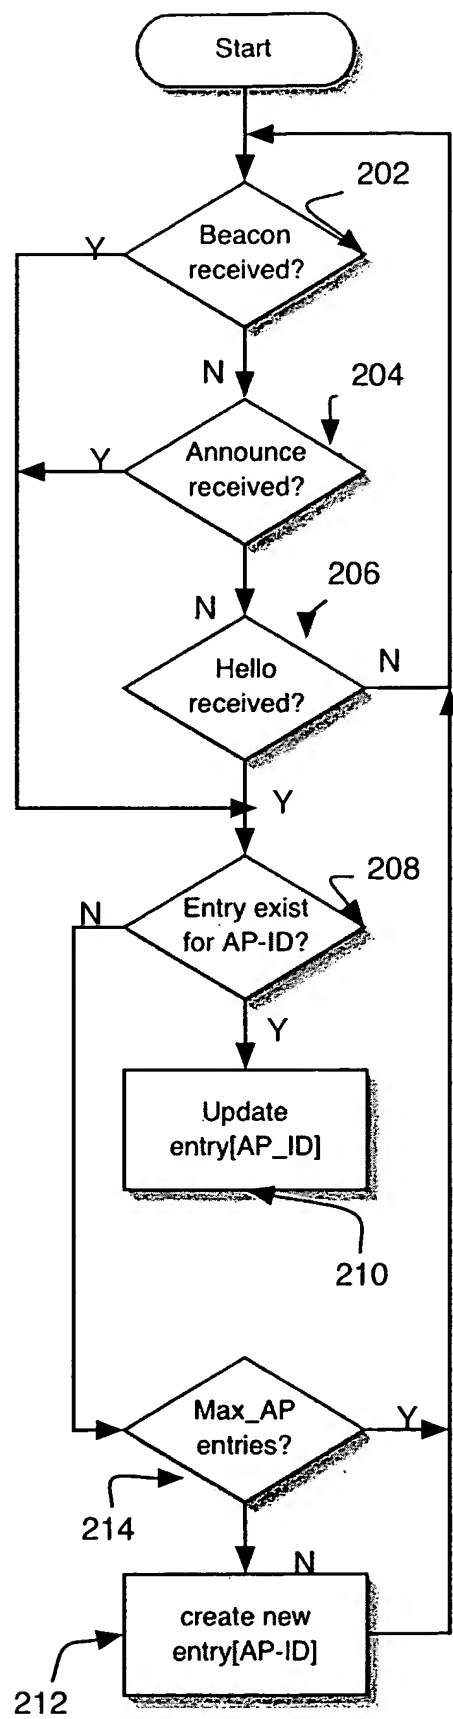 Start
202
Y
Beacon
received?
N
204
Y
Announce
received?
206
N
Hello
received?
N
Y
208
N
Entry exist
for AP-ID?
Y
Update
entry[AP_ID]
210
Max_AP
entries?
Y
214
N
create new
entry[AP-ID]
212